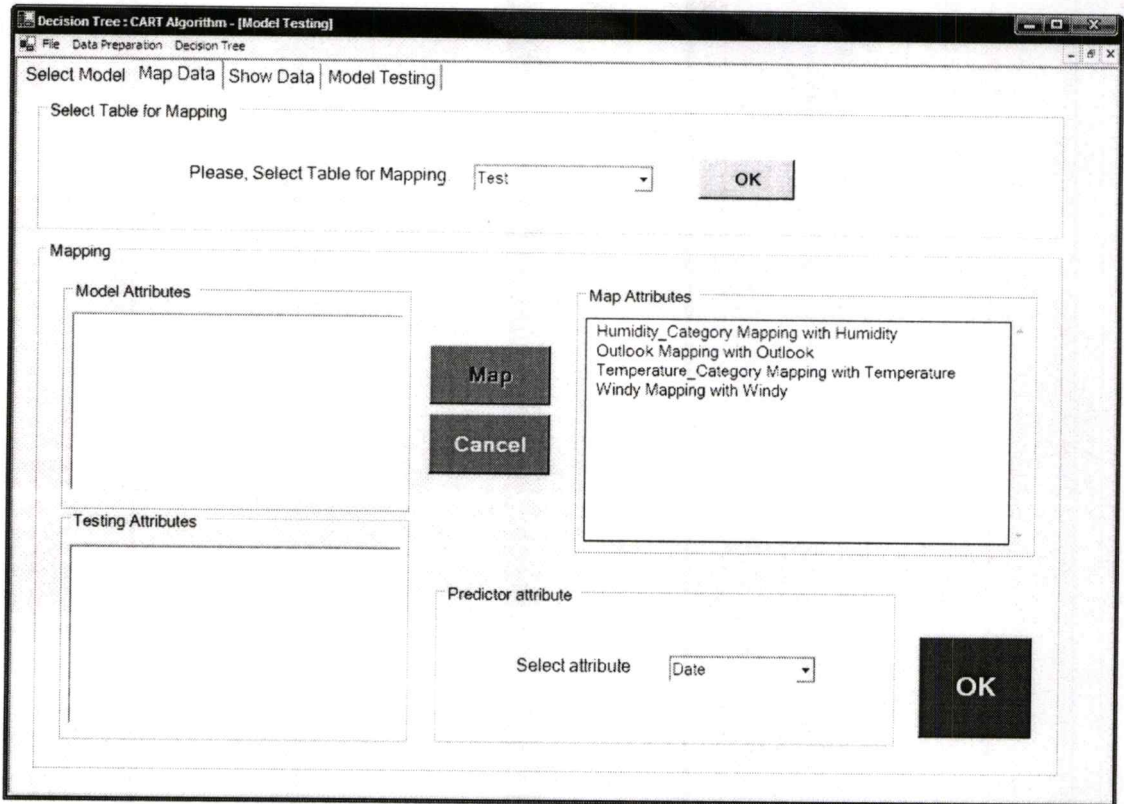 Decision Tree : CART Algorithm - [Model Testing]
File Data Preparation Decision Tree
Select Model Map Data Show Data Model Testing
Select Table for Mapping
Please, Select Table for Mapping Test OK
Mapping
Model Attributes
Map
Cancel
Map Attributes
Humidity_Category Mapping with Humidity
Outlook Mapping with Outlook
Temperature_Category Mapping with Temperature
Windy Mapping with Windy
Testing Attributes
Predictor attribute
Select attribute Date
OK